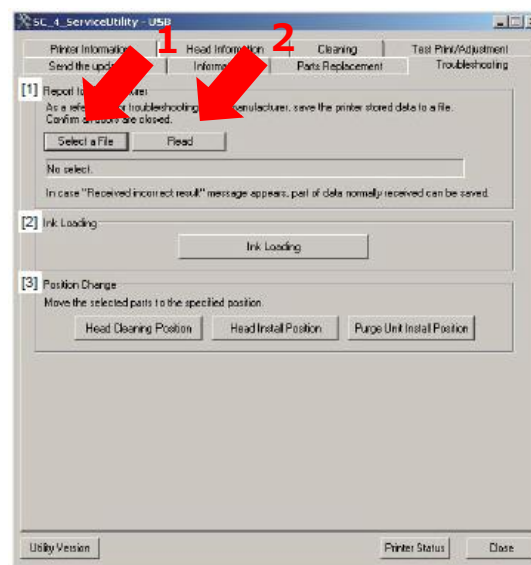 SC_4_ServiceUtility - USB
1 2
Printer Information Head Information Cleaning Test Print/Adjustment
Send the Parts Replacement Troubleshooting
[1] Report to
As a troubleshooting manufacturer, save the printer stored
data to a file.
Confirm are closed.
Select a File Read
No select.
In case "Received incorrect result" message appears, part of data normally received can be saved.
[2] Ink Loading
Ink Loading
[3] Position Change
Move the selected parts to the specified position.
Head Cleaning Position Head Install Position Purge Unit Install Position
Utility Version Printer Status Close